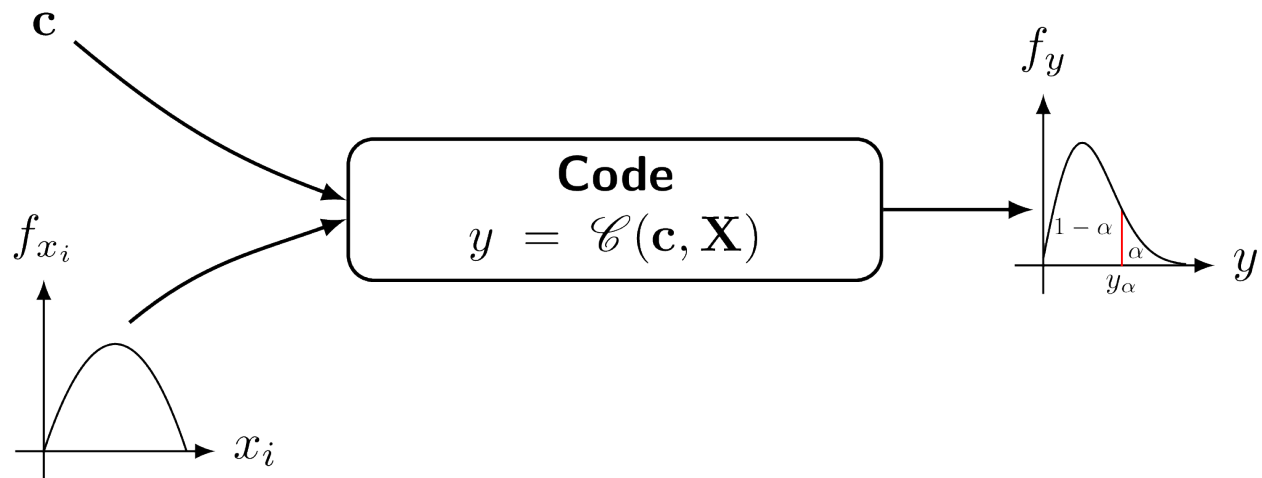 𝐜
f_{x_i}
x_i
Code
y = 𝒞(𝐜, 𝐗)
f_y
1 − α
α
y_α
y